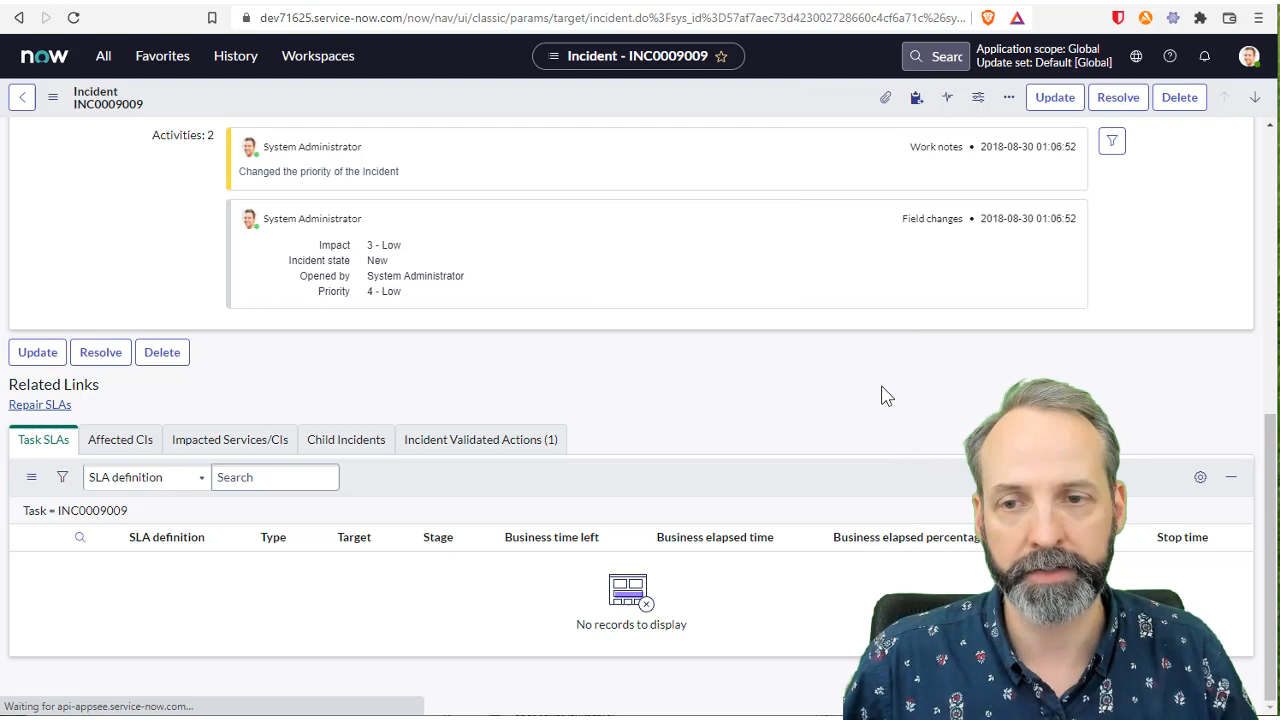 dev71625.service-now.com/now/nav/ui/classic/params/target/incident.do%3Fsys_id%3D57af7aec73d423002728660c4cf6a71c%26sy...
now All Favorites History Workspaces Incident - INC0009009 Searc Application scope: Global
Update set: Default [Global]
Incident
INC0009009
Update Resolve Delete
Activities: 2
System Administrator Work notes • 2018-08-30 01:06:52
Changed the priority of the Incident
System Administrator Field changes • 2018-08-30 01:06:52
Impact 3 - Low
Incident state New
Opened by System Administrator
Priority 4 - Low
Update Resolve Delete
Related Links
Repair SLAs
Task SLAs Affected CIs Impacted Services/CIs Child Incidents Incident Validated Actions (1)
SLA definition Search
Task = INC0009009
SLA definition Type Target Stage Business time left Business elapsed time Business elapsed percentag Stop time
No records to display
Waiting for api-appsee.service-now.com...